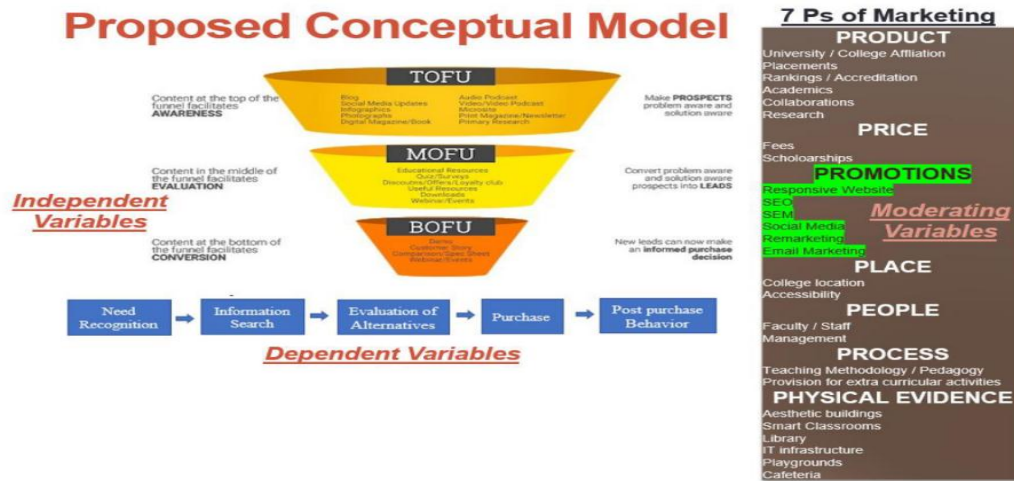 Proposed Conceptual Model
TOFU
Content at the top of the
funnel facilitates
AWARENESS
Blog
Social Media Updates
Infographics
Photographs
Digital Magazine/Book
Audio Podcast
Video/Video Podcast
Microsite
Print Magazine/Newsletter
Primary Research
Make PROSPECTS
problem aware and
solution aware
MOFU
Content in the middle of
the funnel facilitates
EVALUATION
Educational Resources
Quiz/Surveys
Discounts/Offers/Loyalty club
Useful Resources
Downloads
Webinar/Events
Convert problem aware
and solution aware
prospects into LEADS
Independent
Variables
BOFU
Content at the bottom of
the funnel facilitates
CONVERSION
Demo
Customer Story
Comparison/Spec Sheet
Webinar/Events
New leads can now make
an informed purchase
decision
Need
Recognition
Information
Search
Evaluation of
Alternatives
Purchase
Post purchase
Behavior
Dependent Variables
7 Ps of Marketing
PRODUCT
University / College Affliation
Placements
Rankings / Accreditation
Academics
Collaborations
Research
PRICE
Fees
Scholoarships
PROMOTIONS
Responsive Website
SEO
SEM
Social Media
Remarketing
Email Marketing
Moderating
Variables
PLACE
College location
Accessibility
PEOPLE
Faculty / Staff
Management
PROCESS
Teaching Methodology / Pedagogy
Provision for extra curricular activities
PHYSICAL EVIDENCE
Aesthetic buildings
Smart Classrooms
Library
IT infrastructure
Playgrounds
Cafeteria